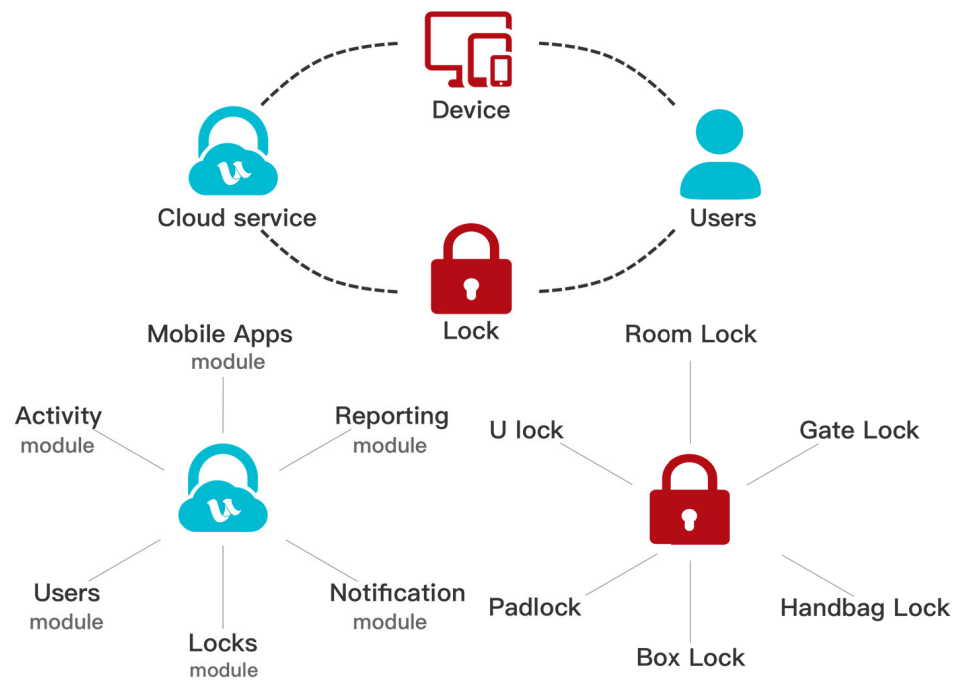 Device
Cloud service
Users
Lock
Mobile Apps
module
Activity
module
Reporting
module
Users
module
Notification
module
Locks
module
Room Lock
U lock
Gate Lock
Padlock
Handbag Lock
Box Lock